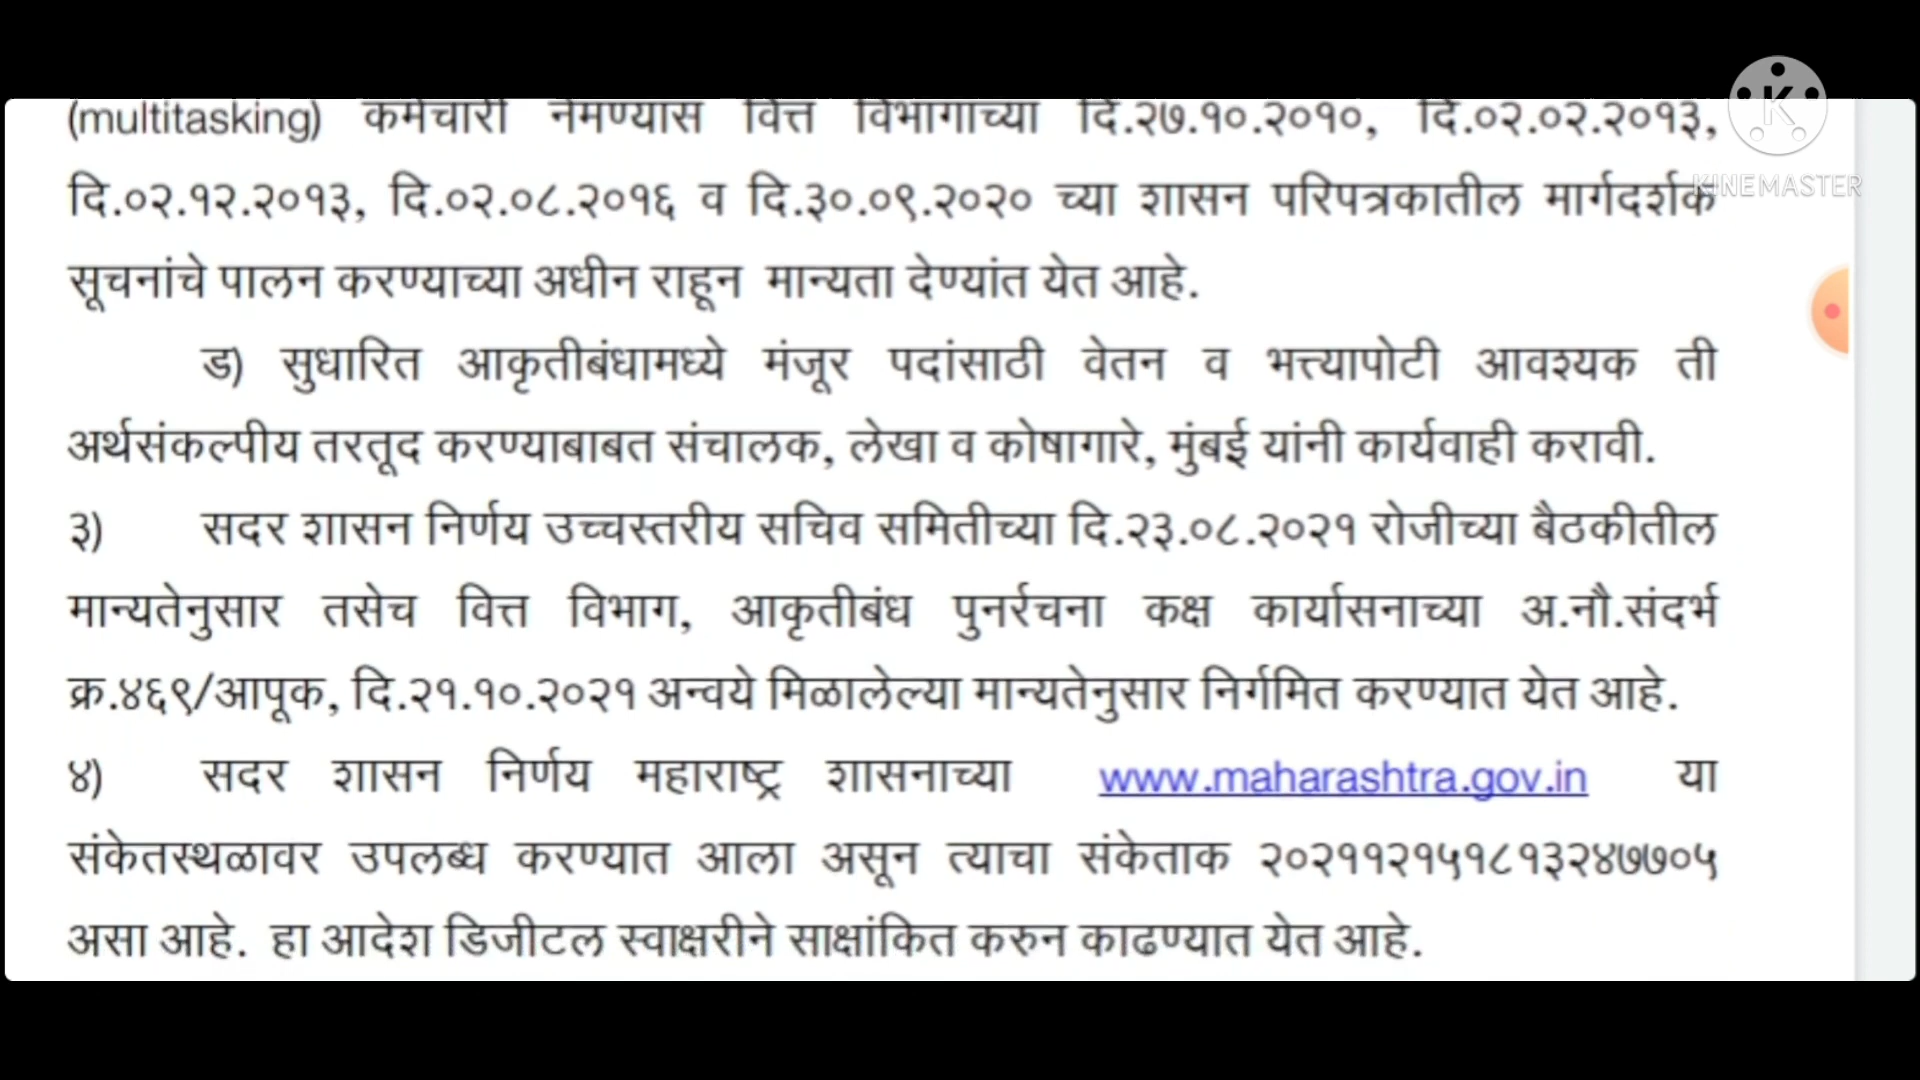 (multitasking) कर्मचारी नेमण्यास वित्त विभागाच्या दि.२७.१०.२०१०, दि.०२.०२.२०१३,
दि.०२.१२.२०१३, दि.०२.०८.२०१६ व दि.३०.०९.२०२० च्या शासन परिपत्रकातील मार्गदर्शक
सूचनांचे पालन करण्याच्या अधीन राहून मान्यता देण्यांत येत आहे.
ड) सुधारित आकृतीबंधामध्ये मंजूर पदांसाठी वेतन व भत्त्यापोटी आवश्यक ती
अर्थसंकल्पीय तरतूद करण्याबाबत संचालक, लेखा व कोषागारे, मुंबई यांनी कार्यवाही करावी.
३) सदर शासन निर्णय उच्चस्तरीय सचिव समितीच्या दि.२३.०८.२०२१ रोजीच्या बैठकीतील
मान्यतेनुसार तसेच वित्त विभाग, आकृतीबंध पुनर्रचना कक्ष कार्यासनाच्या अ.नौ.संदर्भ
क्र.४६९/आपूक, दि.२१.१०.२०२१ अन्वये मिळालेल्या मान्यतेनुसार निर्गमित करण्यात येत आहे.
४) सदर शासन निर्णय महाराष्ट्र शासनाच्या www.maharashtra.gov.in या
संकेतस्थळावर उपलब्ध करण्यात आला असून त्याचा संकेताक २०२११२१५१८१३२४७७०५
असा आहे. हा आदेश डिजीटल स्वाक्षरीने साक्षांकित करुन काढण्यात येत आहे.
K
KINEMASTER